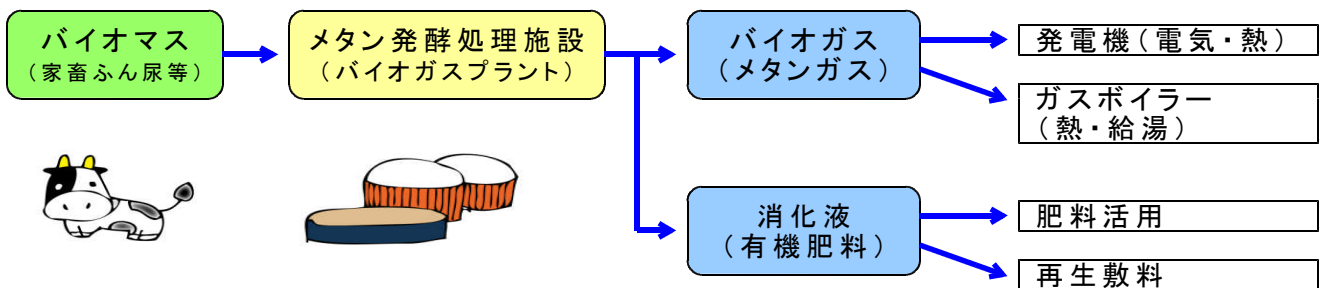 バイオマス
（家畜ふん尿等）
メタン発酵処理施設
（バイオガスプラント）
バイオガス
（メタンガス）
発電機（電気・熱）
ガスボイラー
（熱・給湯）
消化液
（有機肥料）
肥料活用
再生敷料